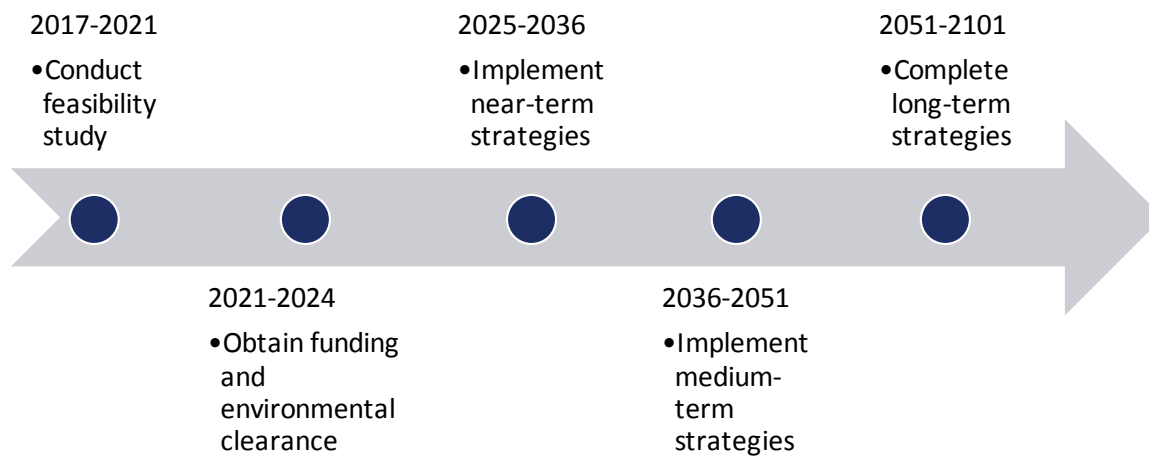 2017-2021
•Conduct
feasibility
study
2021-2024
•Obtain funding
and
environmental
clearance
2025-2036
•Implement
near-term
strategies
2036-2051
•Implement
medium-
term
strategies
2051-2101
•Complete
long-term
strategies